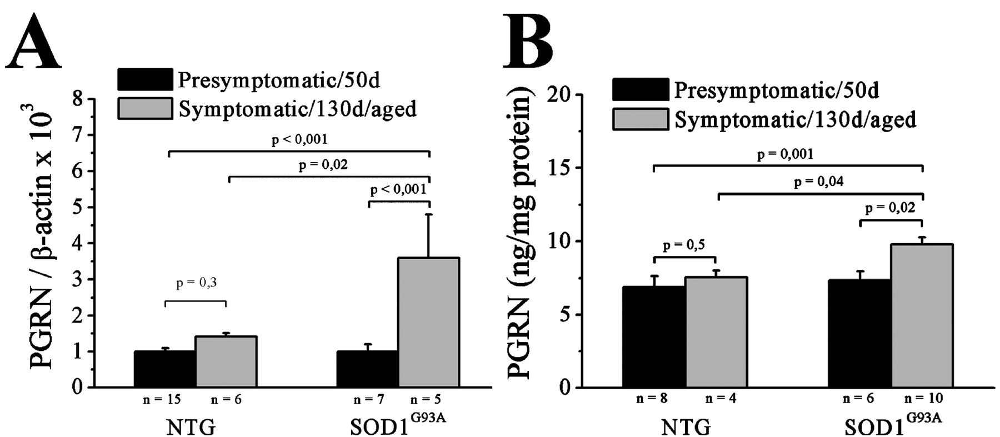 A
Presymptomatic/50d
Symptomatic/130d/aged
PGRN / β-actin x 10³
8
7
6
5
4
3
2
1
0
p < 0,001
p = 0,02
p < 0,001
p = 0,3
n = 15
n = 6
n = 7
n = 5
NTG
SOD1G93A
B
Presymptomatic/50d
Symptomatic/130d/aged
PGRN (ng/mg protein)
20
15
10
5
0
p = 0,001
p = 0,04
p = 0,02
p = 0,5
n = 8
n = 4
n = 6
n = 10
NTG
SOD1G93A